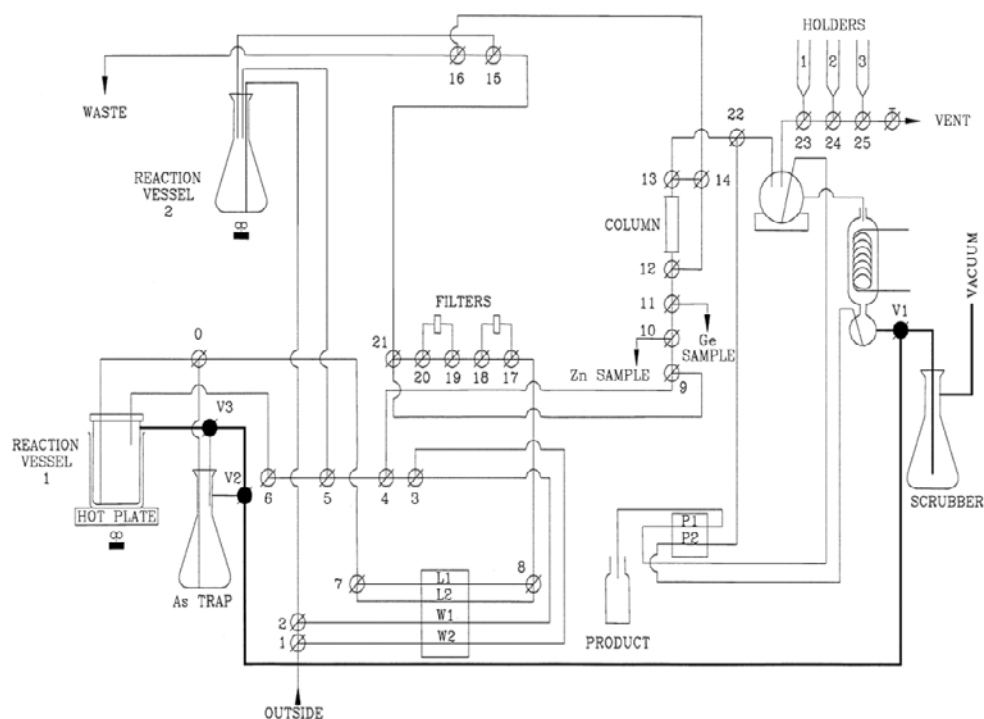 HOLDERS
1 2 3
16 15
WASTE
22
23 24 25
VENT
REACTION
VESSEL
2
13 14
COLUMN
12
FILTERS
11
Ge
SAMPLE
10
VACUUM
V1
0
21
20 19 18 17
Zn SAMPLE
9
V3
REACTION
VESSEL
1
V2
6 5 4 3
HOT PLATE
SCRUBBER
P1
P2
7
L1
8
L2
As TRAP
W1
2
W2
1
PRODUCT
OUTSIDE